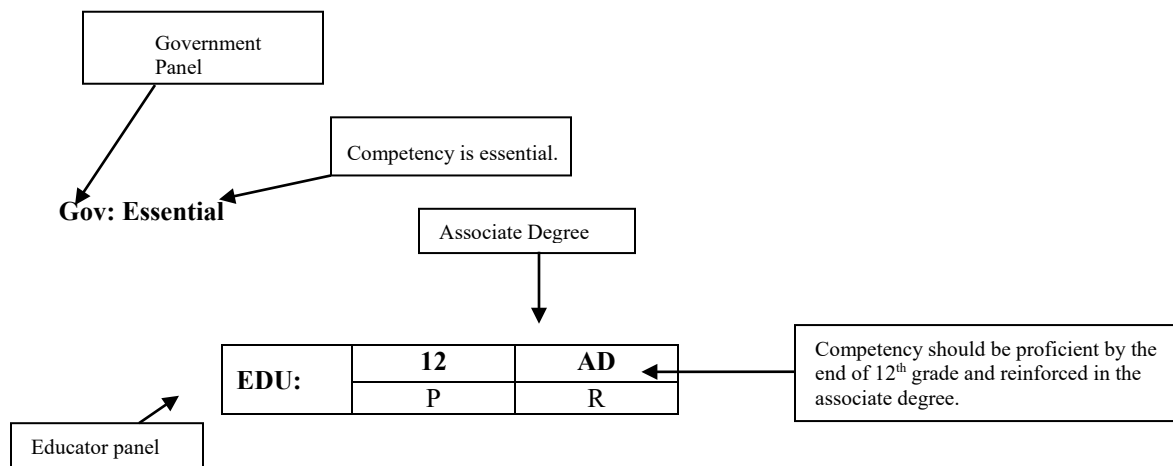 Government
Panel
Competency is essential.
Gov: Essential
Associate Degree
EDU: 12 AD
P R
Competency should be proficient by the
end of 12th grade and reinforced in the
associate degree.
Educator panel